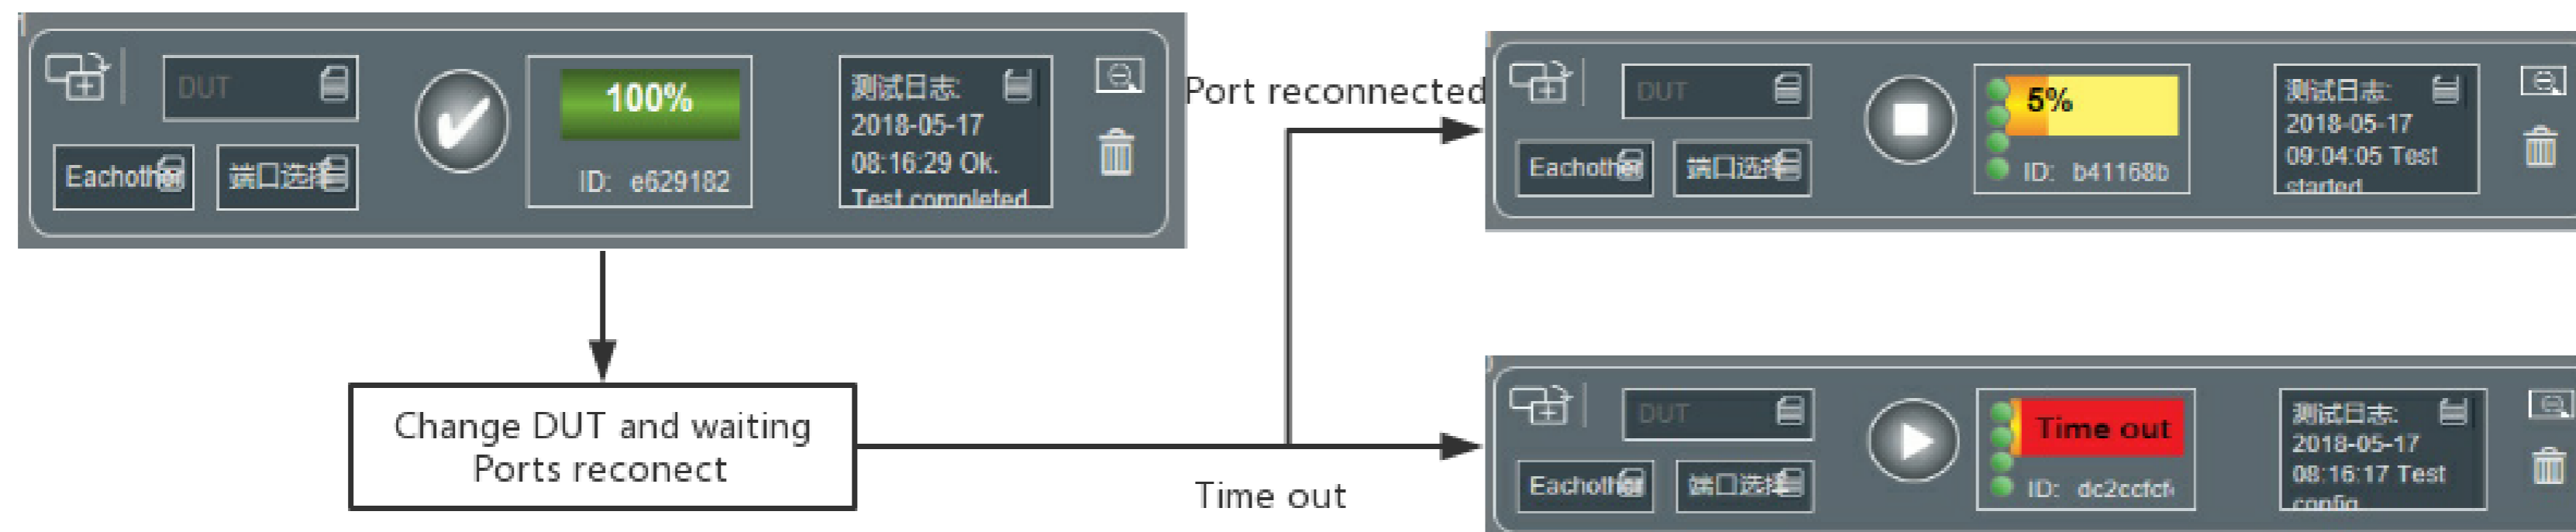 DUT
Eachother
端口选择
100%
ID: e629182
测试日志:
2018-05-17
08:16:29 Ok.
Test completed
Port reconnected
DUT
Eachother
端口选择
5%
ID: b41168b
测试日志:
2018-05-17
09:04:05 Test
started
Change DUT and waiting
Ports reconect
Time out
DUT
Eachother
端口选择
Time out
ID: dc2ccfcf
测试日志:
2018-05-17
08:16:17 Test
config